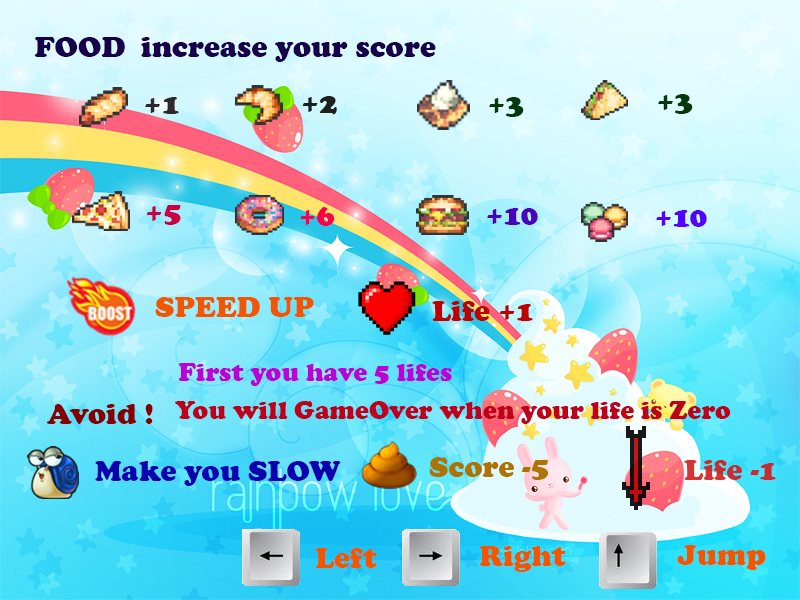 FOOD increase your score
+1 +2 +3 +3
+5 +6 +10 +10
BOOST SPEED UP Life +1
First you have 5 lifes
Avoid ! You will GameOver when your life is Zero
Make you SLOW Score -5 Life -1
rainbow love
← Left → Right ↑ Jump